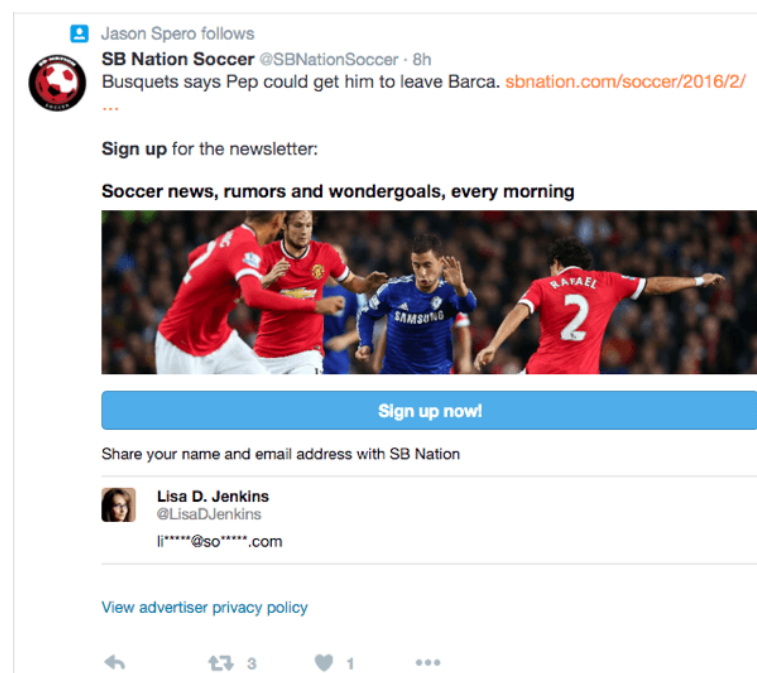 Jason Spero follows
SB Nation Soccer @SBNationSoccer · 8h
Busquets says Pep could get him to leave Barca. sbnation.com/soccer/2016/2/
…
Sign up for the newsletter:
Soccer news, rumors and wondergoals, every morning
SAMSUNG
RAFAEL
2
Sign up now!
Share your name and email address with SB Nation
Lisa D. Jenkins
@LisaDJenkins
li*****@so*****.com
View advertiser privacy policy
3 1